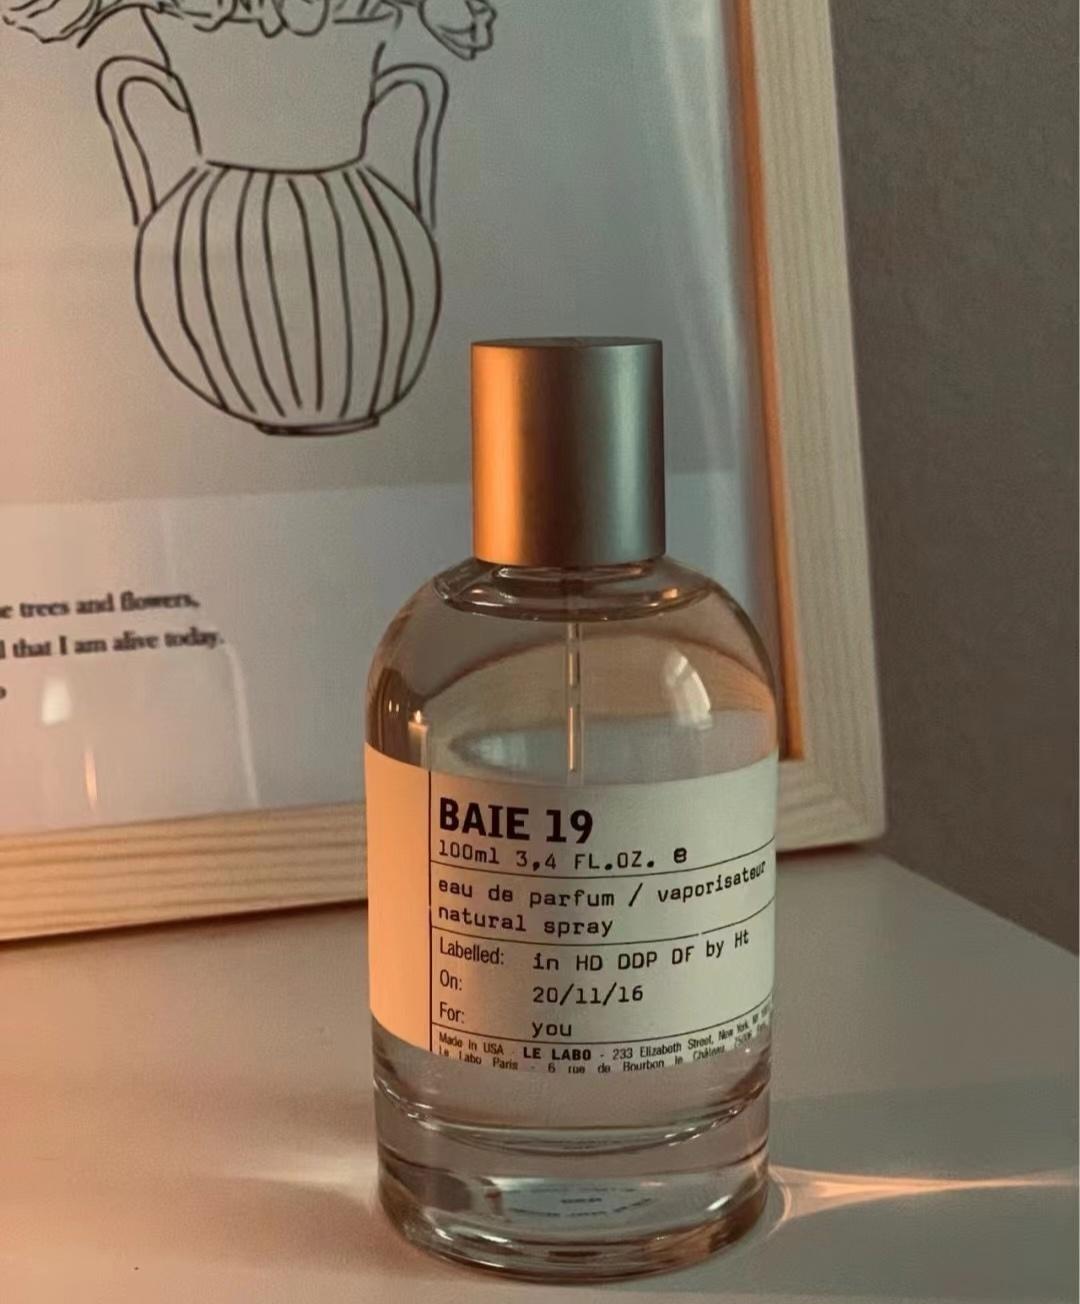 trees and flowers,
that I am alive today.
BAIE 19
100ml 3,4 FL.OZ. e
eau de parfum / vaporisateur
natural spray
Labelled: in HD DDP DF by Ht
On: 20/11/16
For: you
Made in USA - LE LABO - 233 Elizabeth Street, New York, NY
Le Labo Paris - 6 rue de Bourbon le Château, 75006